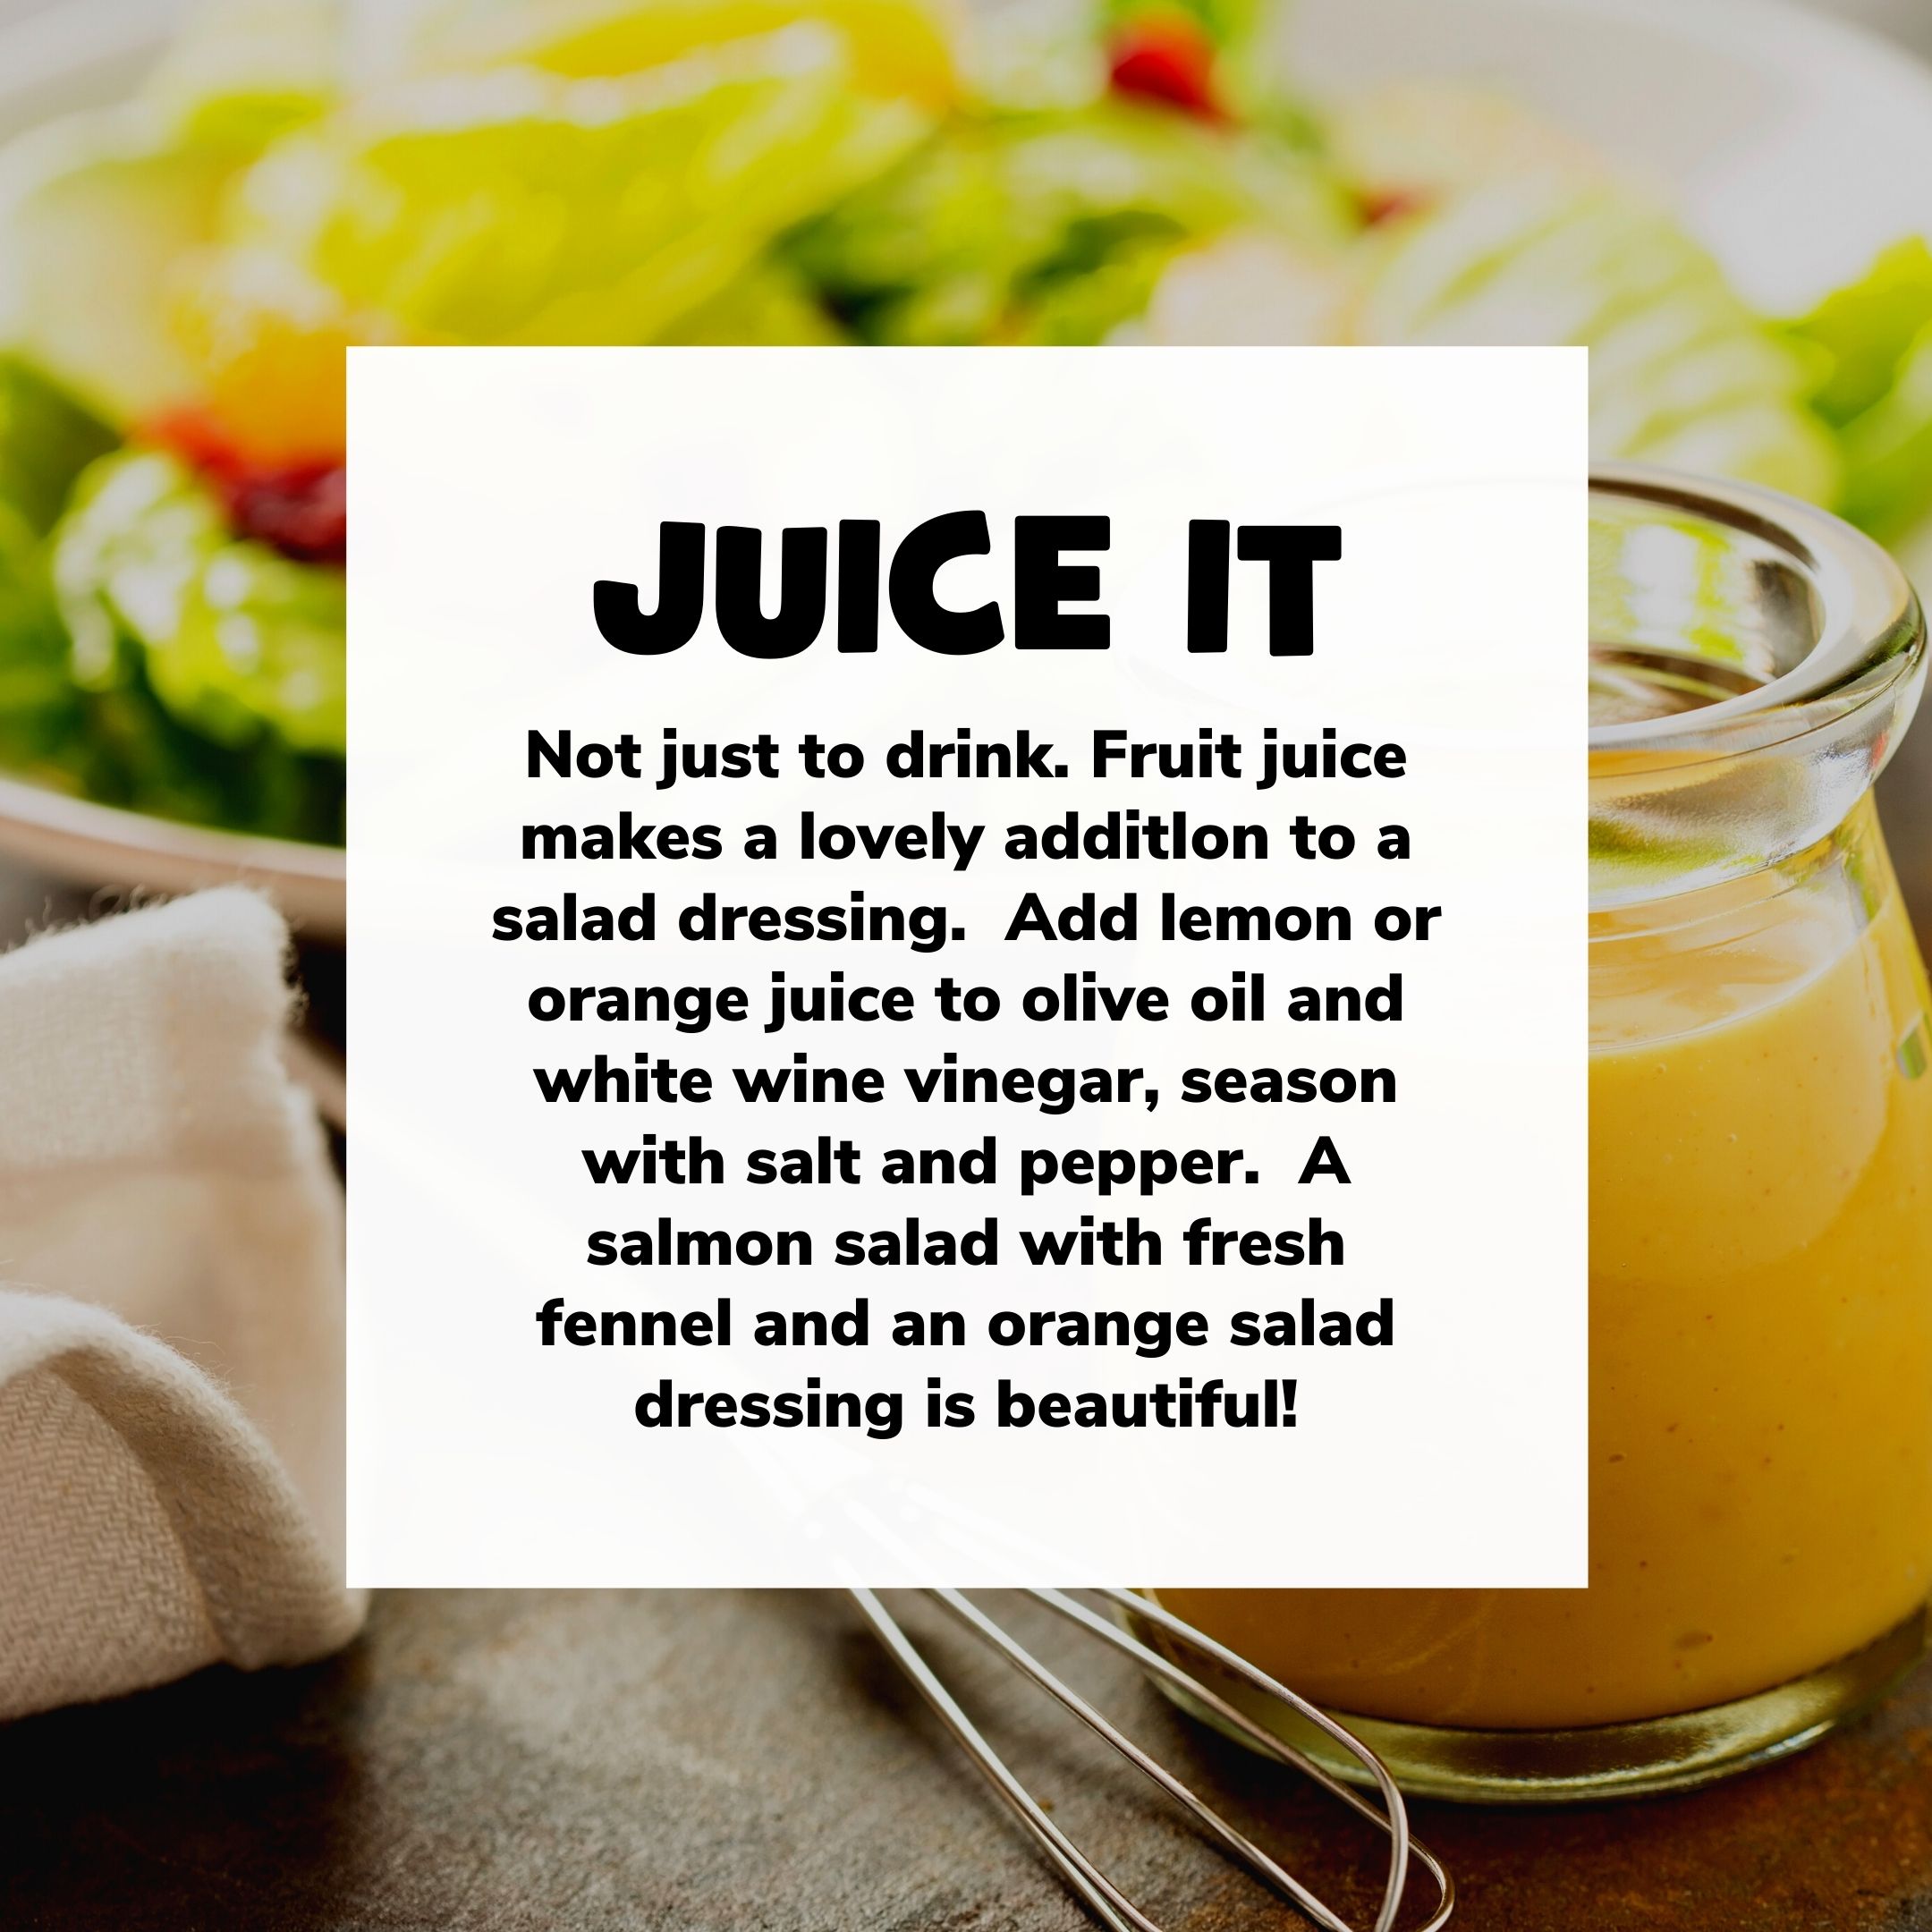 JUICE IT
Not just to drink. Fruit juice
makes a lovely additlon to a
salad dressing.  Add lemon or
orange juice to olive oil and
white wine vinegar, season
with salt and pepper.  A
salmon salad with fresh
fennel and an orange salad
dressing is beautiful!